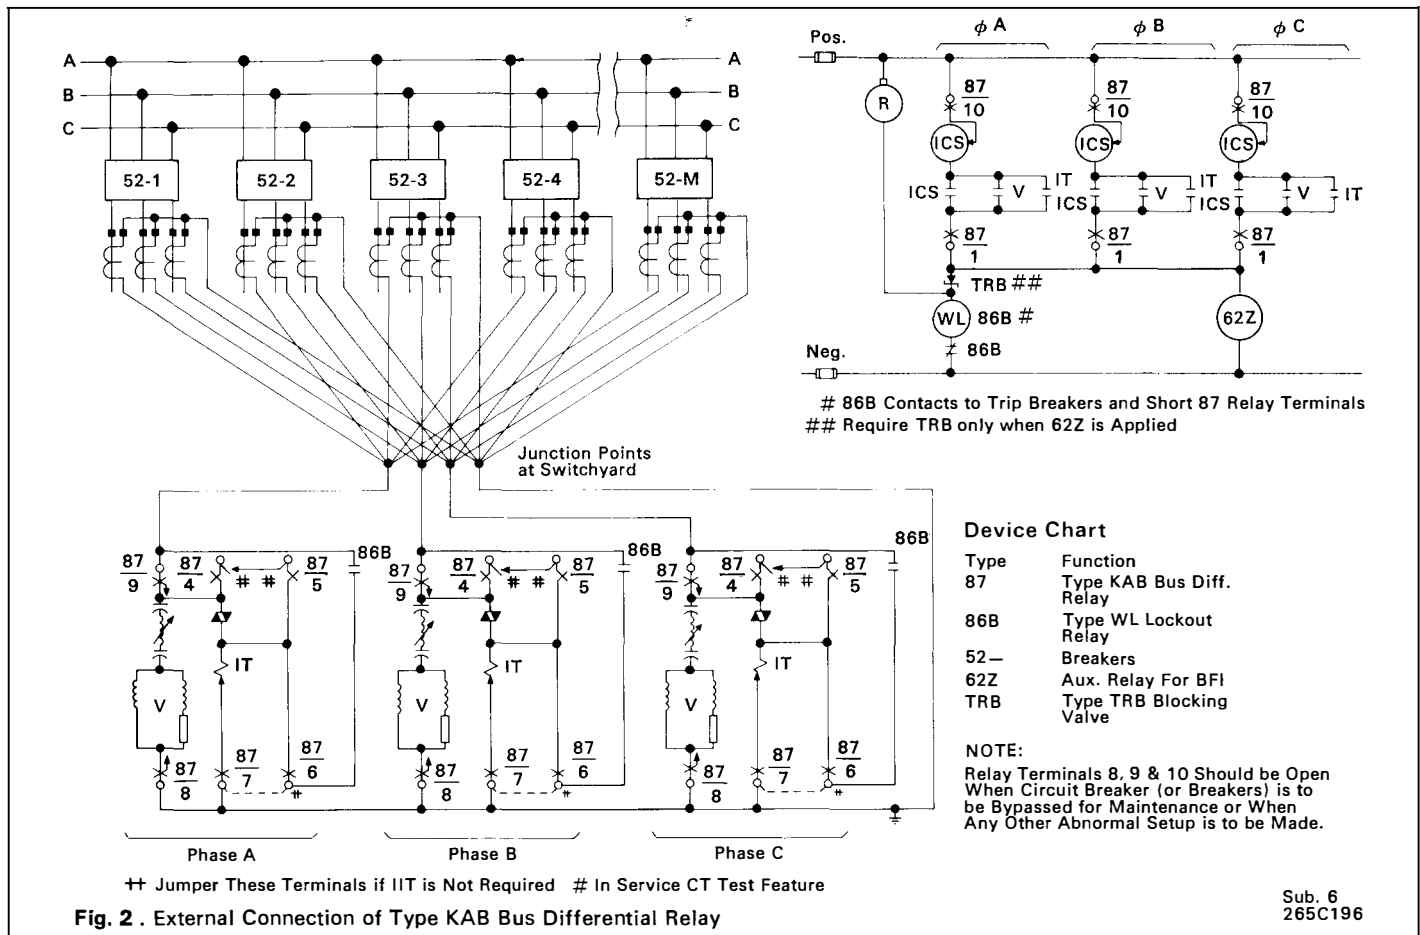 A
B
C
A
B
C
52-1
52-2
52-3
52-4
52-M
Junction Points
at Switchyard
Pos.
ϕ A
ϕ B
ϕ C
R
87
10
87
10
87
10
ICS
ICS
ICS
ICS
V
IT
ICS
V
IT
ICS
V
IT
87
1
87
1
87
1
TRB ##
WL
86B #
62Z
86B
Neg.
# 86B Contacts to Trip Breakers and Short 87 Relay Terminals
## Require TRB only when 62Z is Applied
87
9
87
4
# #
87
5
86B
IT
V
87
8
87
7
87
6
#
Phase A
87
9
87
4
# #
87
5
86B
IT
V
87
8
87
7
87
6
#
Phase B
87
9
87
4
# #
87
5
86B
IT
V
87
8
87
7
87
6
#
Phase C
Device Chart
Type Function
87 Type KAB Bus Diff.
Relay
86B Type WL Lockout
Relay
52— Breakers
62Z Aux. Relay For BFI
TRB Type TRB Blocking
Valve
NOTE:
Relay Terminals 8, 9 & 10 Should be Open
When Circuit Breaker (or Breakers) is to
be Bypassed for Maintenance or When
Any Other Abnormal Setup is to be Made.
## Jumper These Terminals if IIT is Not Required # In Service CT Test Feature
Fig. 2 . External Connection of Type KAB Bus Differential Relay
Sub. 6
265C196